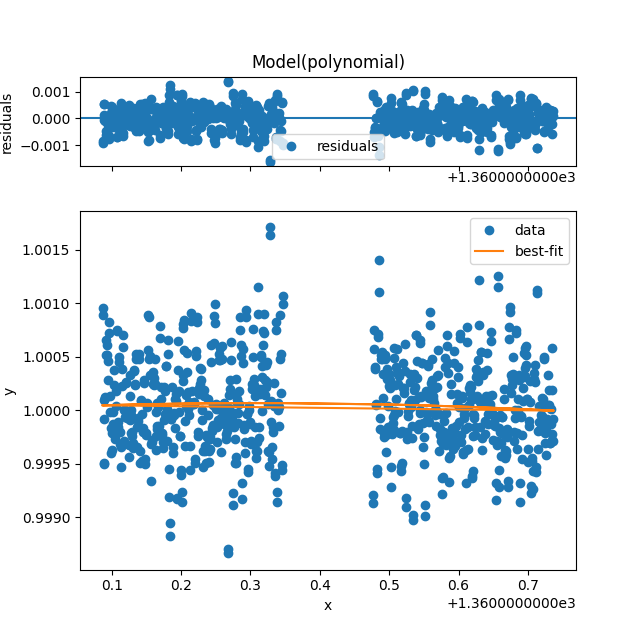 Model(polynomial)
residuals
0.001
0.000
−0.001
residuals
+1.3600000000e3
y
1.0015
1.0010
1.0005
1.0000
0.9995
0.9990
data
best-fit
0.1 0.2 0.3 0.4 0.5 0.6 0.7
x
+1.3600000000e3